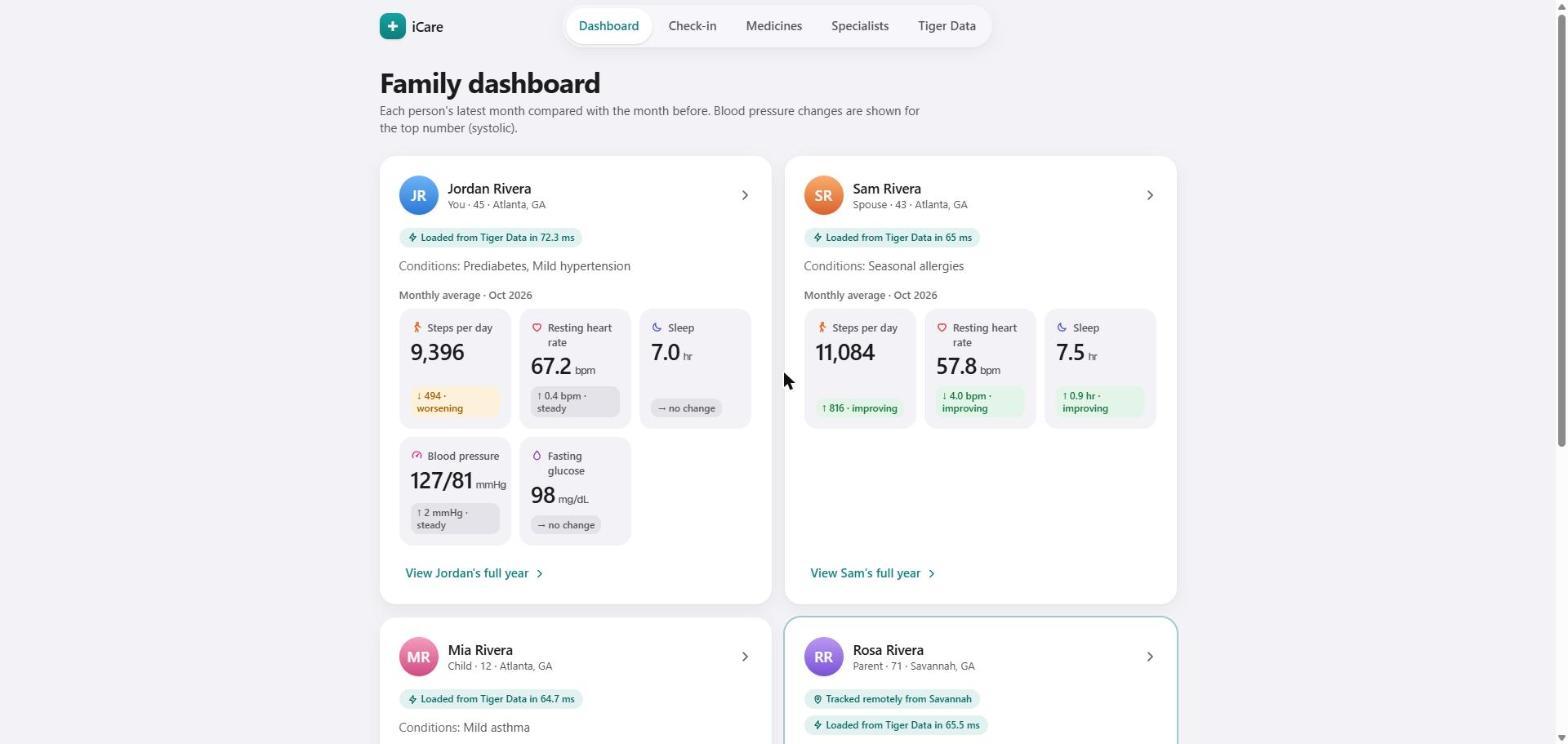 iCare
Dashboard
Check-in
Medicines
Specialists
Tiger Data
Family dashboard
Each person's latest month compared with the month before. Blood pressure changes are shown for
the top number (systolic).
JR
Jordan Rivera
You · 45 · Atlanta, GA
Loaded from Tiger Data in 72.3 ms
Conditions: Prediabetes, Mild hypertension
Monthly average · Oct 2026
Steps per day
9,396
↓ 494 ·
worsening
Resting heart
rate
67.2 bpm
↑ 0.4 bpm ·
steady
Sleep
7.0 hr
→ no change
Blood pressure
127/81 mmHg
↑ 2 mmHg ·
steady
Fasting
glucose
98 mg/dL
→ no change
View Jordan's full year
SR
Sam Rivera
Spouse · 43 · Atlanta, GA
Loaded from Tiger Data in 65 ms
Conditions: Seasonal allergies
Monthly average · Oct 2026
Steps per day
11,084
↑ 816 · improving
Resting heart
rate
57.8 bpm
↓ 4.0 bpm ·
improving
Sleep
7.5 hr
↑ 0.9 hr ·
improving
View Sam's full year
MR
Mia Rivera
Child · 12 · Atlanta, GA
Loaded from Tiger Data in 64.7 ms
Conditions: Mild asthma
RR
Rosa Rivera
Parent · 71 · Savannah, GA
Tracked remotely from Savannah
Loaded from Tiger Data in 65.5 ms